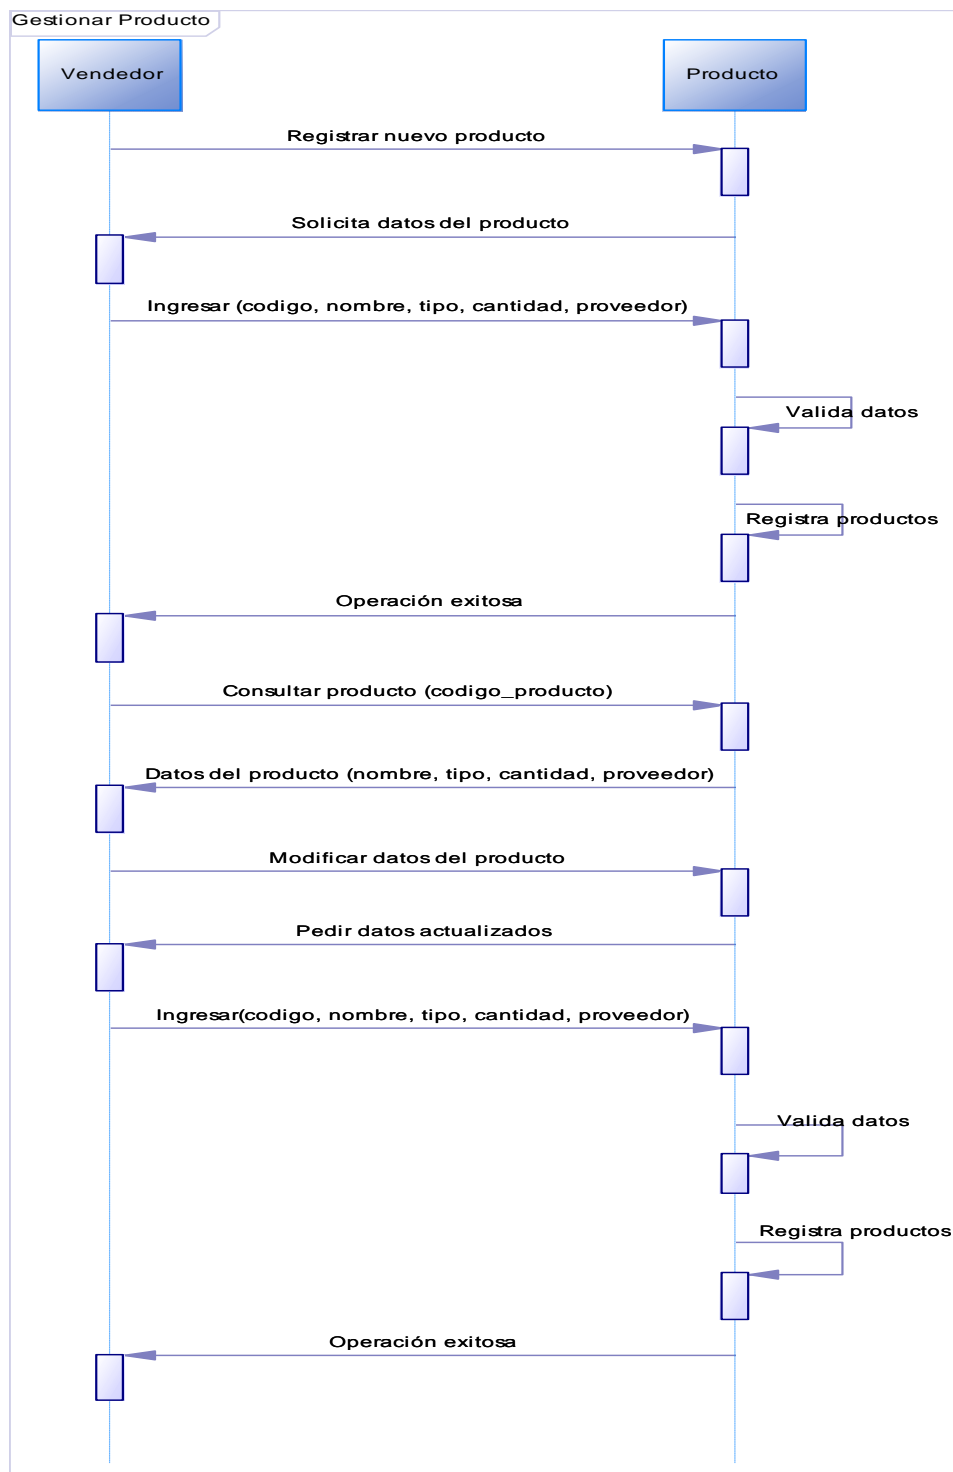 Gestionar Producto
Vendedor
Producto
Registrar nuevo producto
Solicita datos del producto
Ingresar (codigo, nombre, tipo, cantidad, proveedor)
Valida datos
Registra productos
Operación exitosa
Consultar producto (codigo_producto)
Datos del producto (nombre, tipo, cantidad, proveedor)
Modificar datos del producto
Pedir datos actualizados
Ingresar(codigo, nombre, tipo, cantidad, proveedor)
Valida datos
Registra productos
Operación exitosa